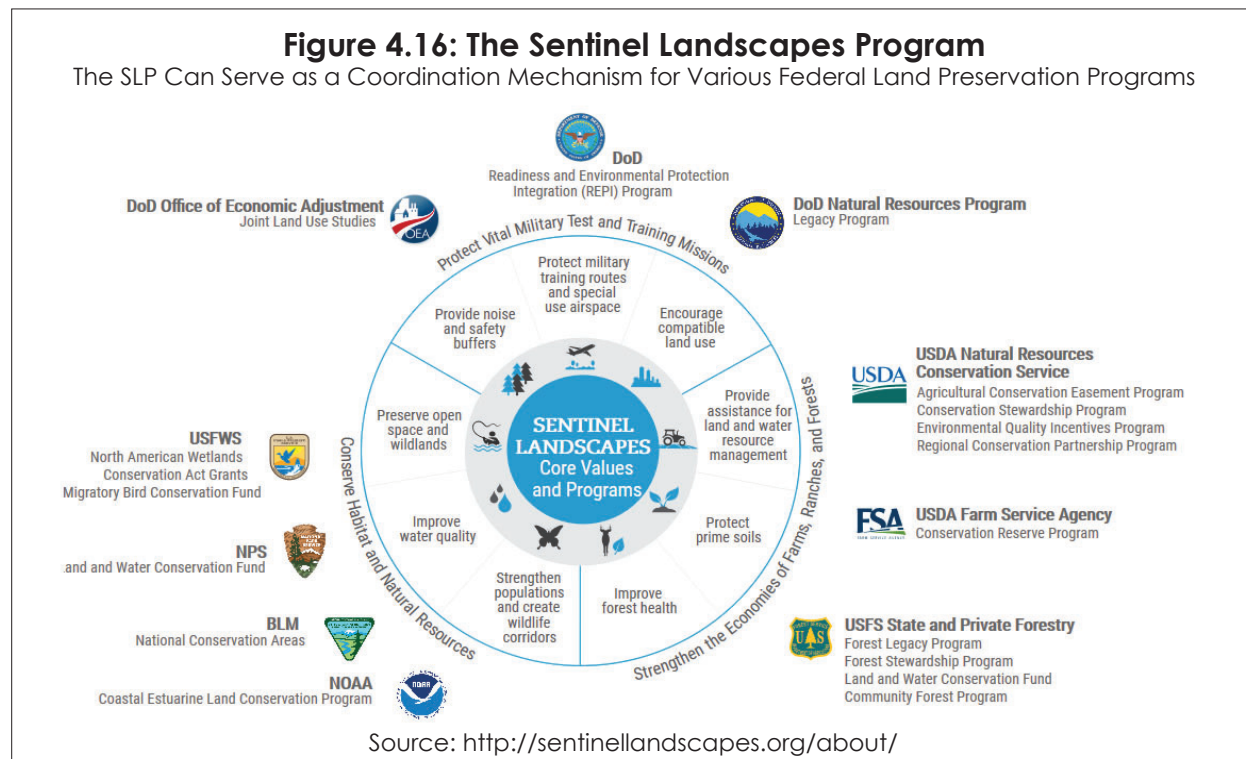 Figure 4.16: The Sentinel Landscapes Program
The SLP Can Serve as a Coordination Mechanism for Various Federal Land Preservation Programs
DoD
Readiness and Environmental Protection
Integration (REPI) Program
DoD Office of Economic Adjustment
Joint Land Use Studies
OEA
DoD Natural Resources Program
Legacy Program
Protect Vital Military Test and Training Missions
Protect military
training routes
and special
use airspace
Provide noise
and safety
buffers
Encourage
compatible
land use
Preserve open
space and
wildlands
Provide
assistance for
land and water
resource
management
SENTINEL
LANDSCAPES
Core Values
and Programs
Improve
water quality
Protect
prime soils
Strengthen
populations
and create
wildlife
corridors
Improve
forest health
Conserve Habitat and Natural Resources
Strengthen the Economies of Farms, Ranches, and Forests
USDA
USDA Natural Resources
Conservation Service
Agricultural Conservation Easement Program
Conservation Stewardship Program
Environmental Quality Incentives Program
Regional Conservation Partnership Program
FSA
USDA Farm Service Agency
Conservation Reserve Program
UAS
USFS State and Private Forestry
Forest Legacy Program
Forest Stewardship Program
Land and Water Conservation Fund
Community Forest Program
USFWS
North American Wetlands
Conservation Act Grants
Migratory Bird Conservation Fund
NPS
and and Water Conservation Fund
BLM
National Conservation Areas
NOAA
Coastal Estuarine Land Conservation Program
NOAA
Source: http://sentinellandscapes.org/about/